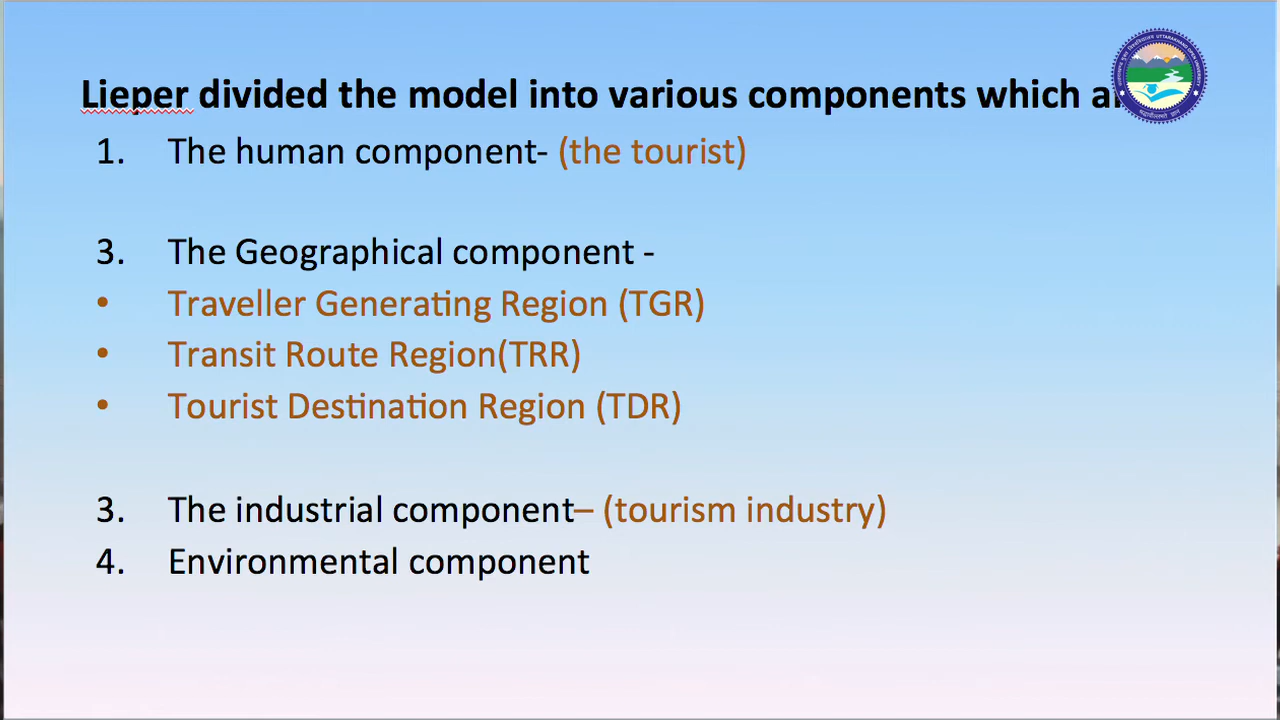 Lieper divided the model into various components which
1. The human component- (the tourist)
3. The Geographical component -
• Traveller Generating Region (TGR)
• Transit Route Region(TRR)
• Tourist Destination Region (TDR)
3. The industrial component– (tourism industry)
4. Environmental component